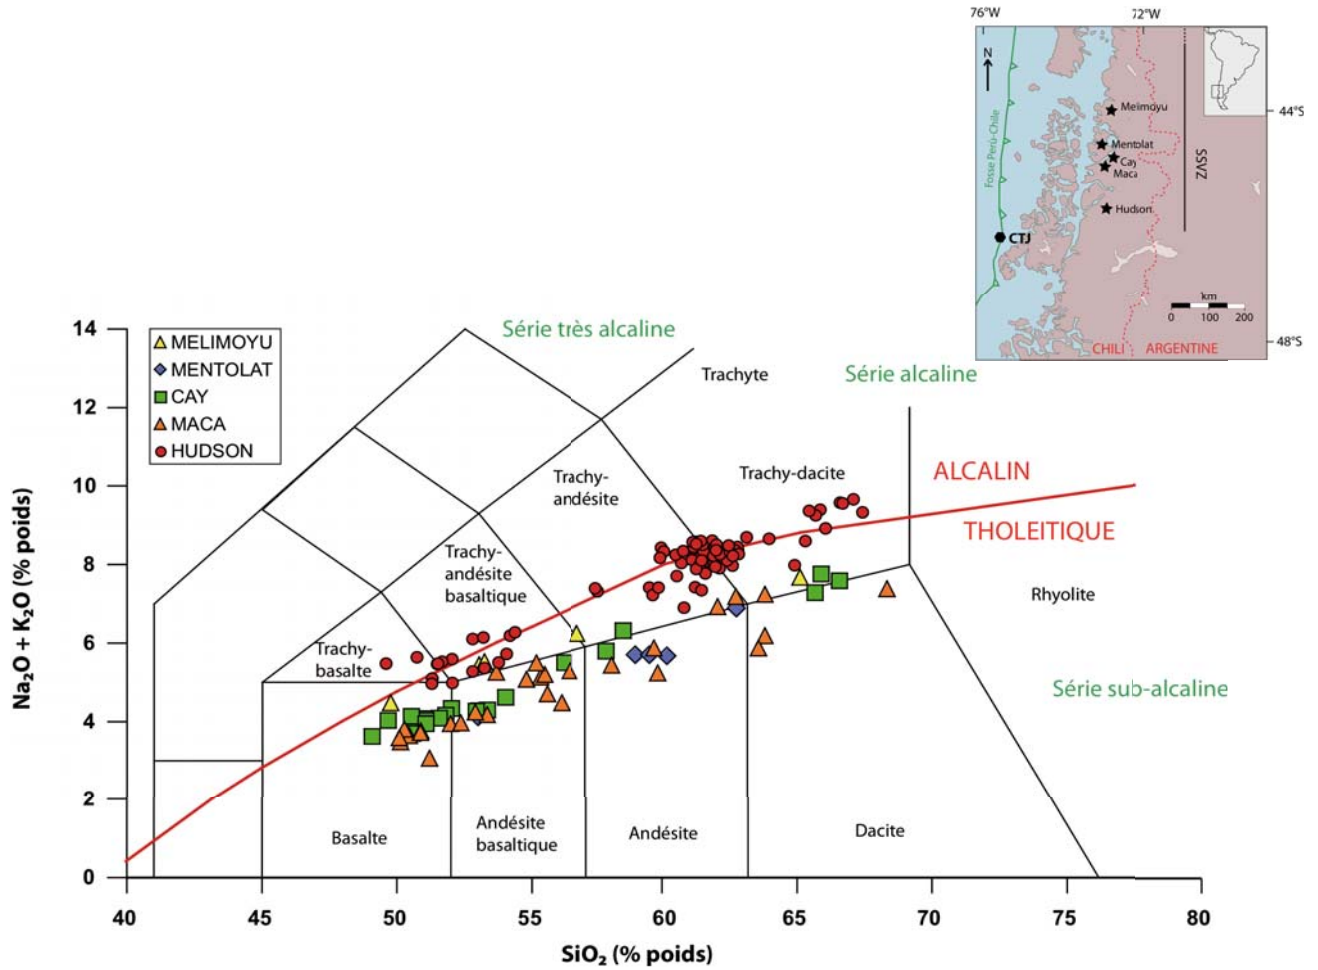 76°W
72°W
N
Melmoyu
44°S
Mentolat
Cay
Maca
Fosse Perú-Chile
SSVZ
Hudson
CTJ
km
0 100 200
CHILI ARGENTINE
48°S
14
12
10
8
6
4
2
0
Na₂O + K₂O (% poids)
MELIMOYU
MENTOLAT
CAY
MACA
HUDSON
Série très alcaline
Trachyte
Série alcaline
Trachy-
andésite
Trachy-dacite
ALCALIN
THOLEITIQUE
Trachy-
andésite
basaltique
Rhyolite
Trachy-
basalte
Série sub-alcaline
Basalte
Andésite
basaltique
Andésite
Dacite
40 45 50 55 60 65 70 75 80
SiO₂ (% poids)